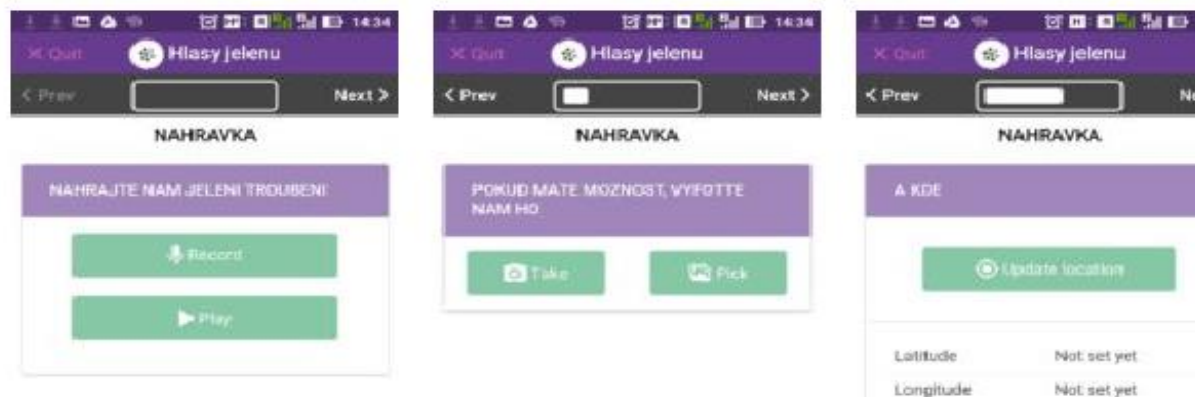 14:34
Quit
Hlasy jelenu
Prev
Next
NAHRAVKA
NAHRAJTE NAM JELENI TROUBENI
Record
Play
14:34
Quit
Hlasy jelenu
Prev
Next
NAHRAVKA
POKUD MATE MOZNOST, VYFOTTE
NAM HO
Take
Pick
Quit
Hlasy jelenu
Prev
Ne
NAHRAVKA
A KDE
Update location
Latitude Not set yet
Longitude Not set yet